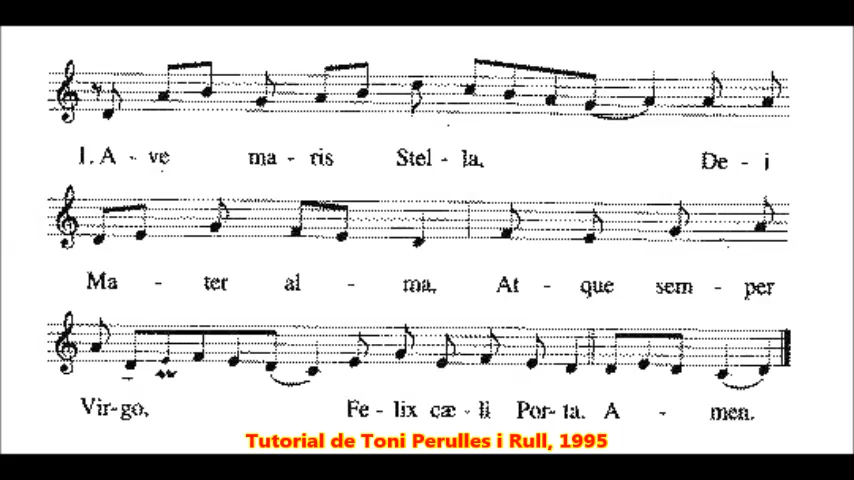 1. A - ve ma - ris Stel - la. De - i
Ma - ter al - ma, At - que sem - per
Vir-go, Fe - lix cæ - li Por- ta. A - men.
Tutorial de Toni Perulles i Rull, 1995